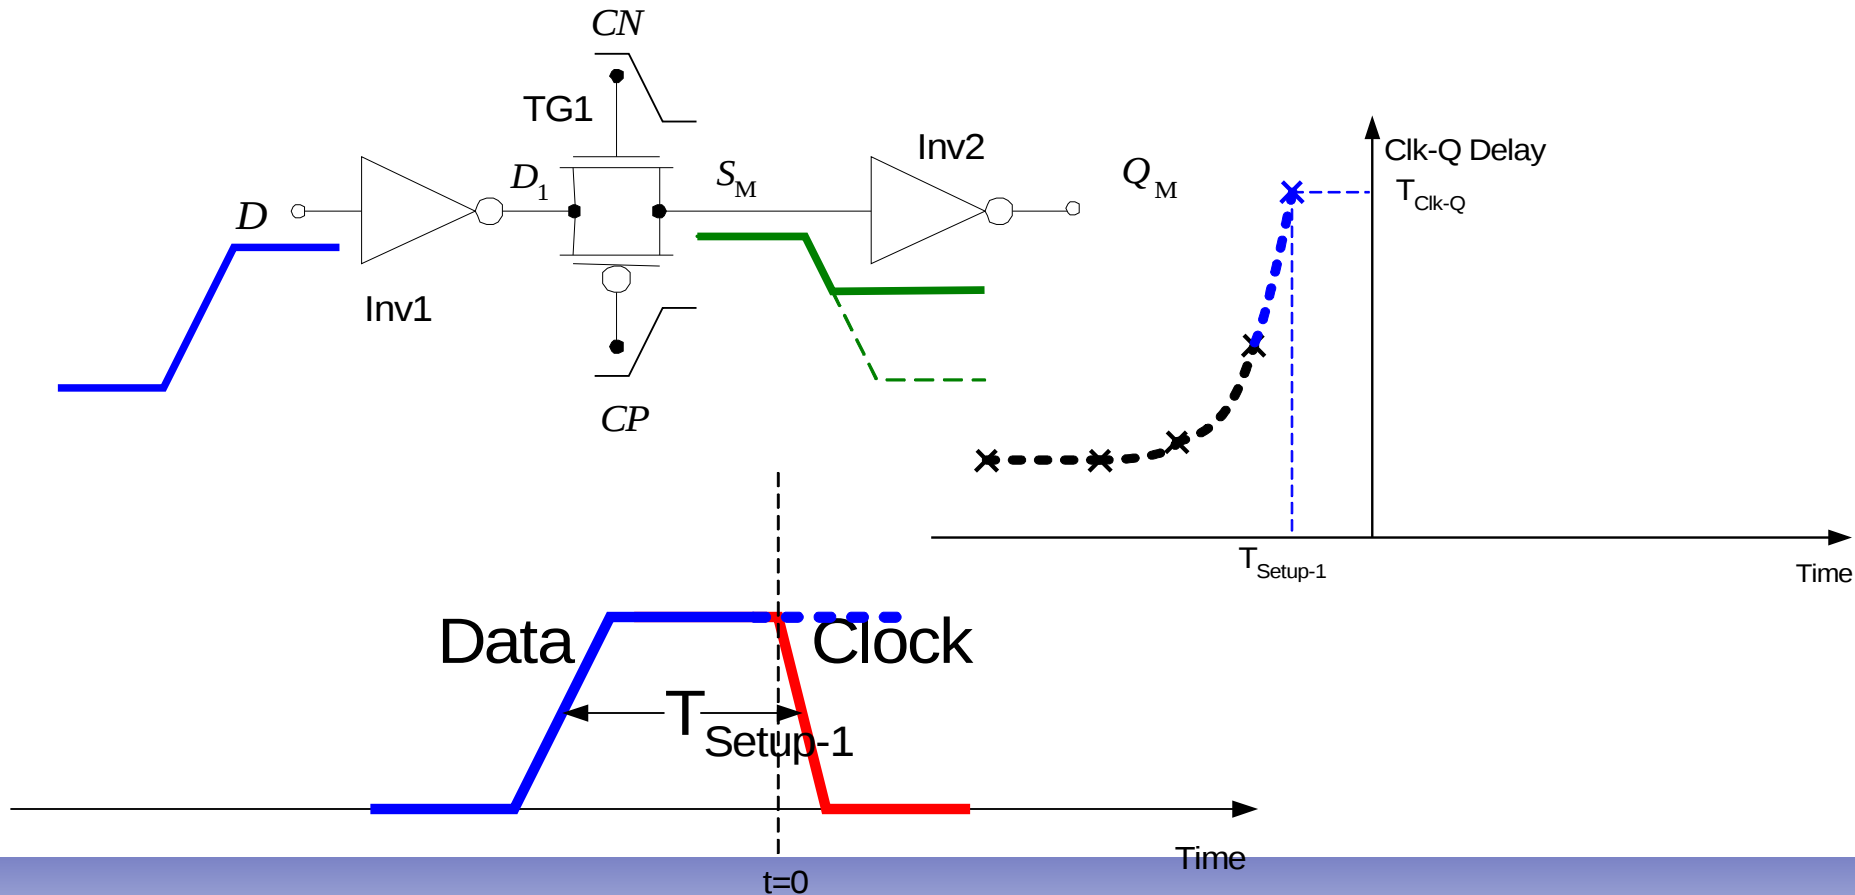 CN
TG1
Inv2
Clk-Q Delay
D
D1
SM
QM
TClk-Q
Inv1
CP
TSetup-1
Time
Data
Clock
TSetup-1
Time
t=0